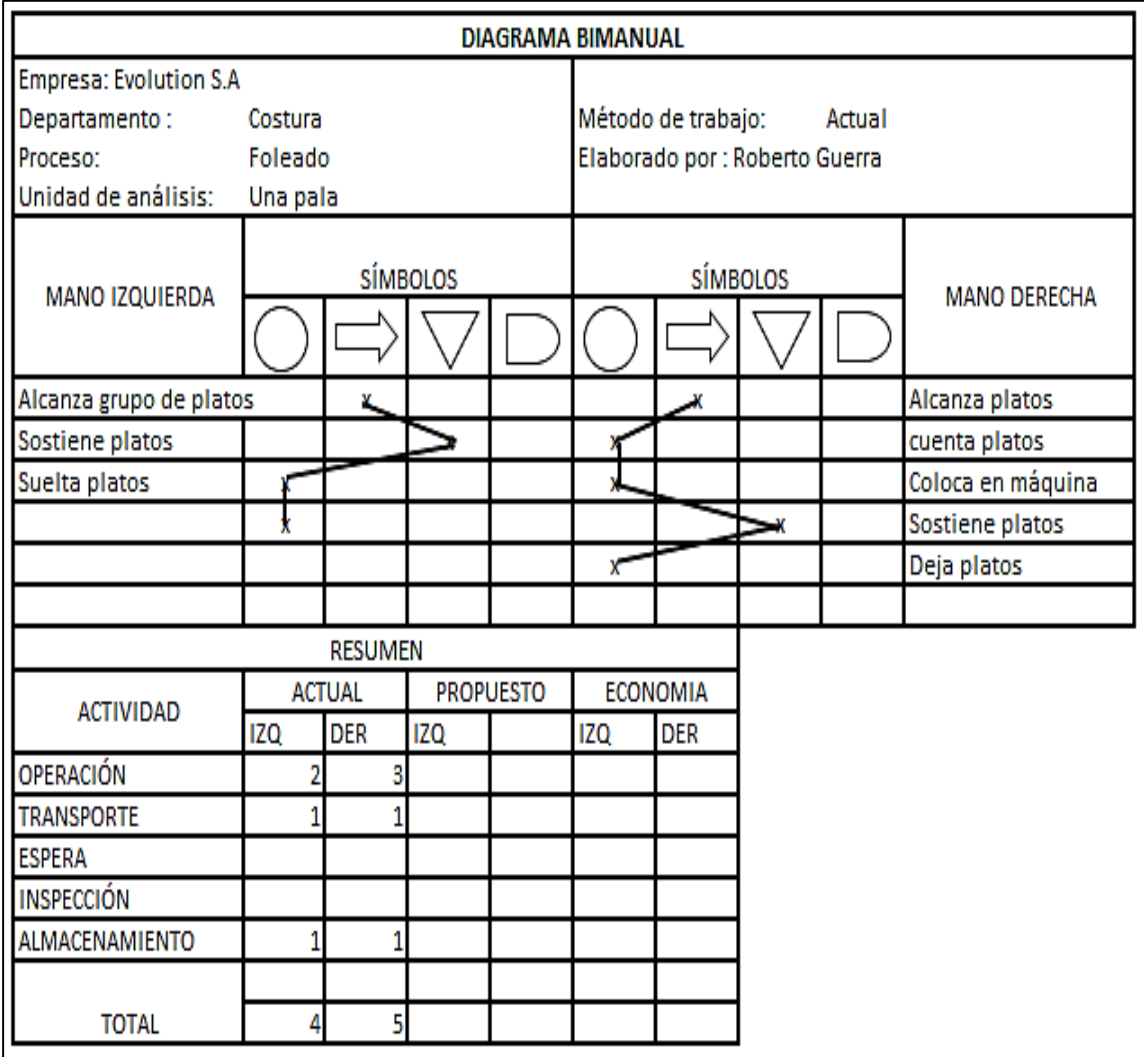 DIAGRAMA BIMANUAL
Empresa: Evolution S.A
Departamento : Costura
Proceso: Foleado
Unidad de análisis: Una pala
Método de trabajo: Actual
Elaborado por : Roberto Guerra
MANO IZQUIERDA SÍMBOLOS SÍMBOLOS MANO DERECHA
Alcanza grupo de platos x x Alcanza platos
Sostiene platos x cuenta platos
Suelta platos x x Coloca en máquina
x x Sostiene platos
x Deja platos
RESUMEN
ACTIVIDAD ACTUAL PROPUESTO ECONOMIA
IZQ DER IZQ IZQ DER
OPERACIÓN 2 3
TRANSPORTE 1 1
ESPERA
INSPECCIÓN
ALMACENAMIENTO 1 1
TOTAL 4 5